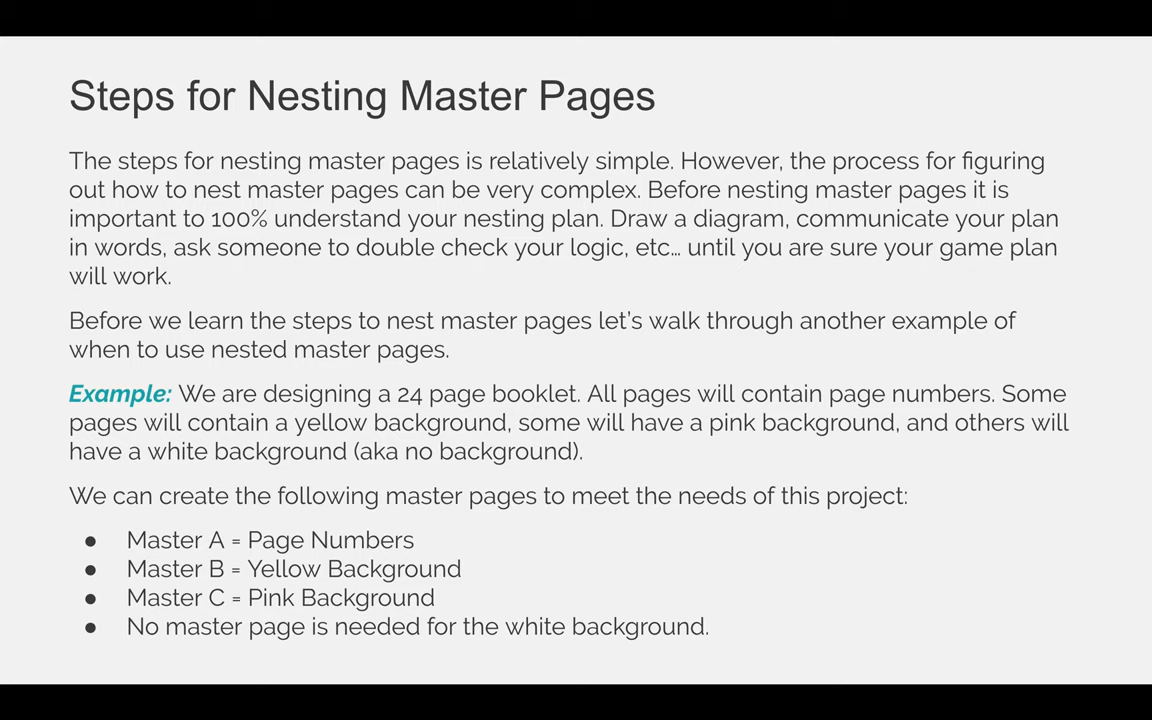 Steps for Nesting Master Pages
The steps for nesting master pages is relatively simple. However, the process for figuring
out how to nest master pages can be very complex. Before nesting master pages it is
important to 100% understand your nesting plan. Draw a diagram, communicate your plan
in words, ask someone to double check your logic, etc… until you are sure your game plan
will work.
Before we learn the steps to nest master pages let's walk through another example of
when to use nested master pages.
Example: We are designing a 24 page booklet. All pages will contain page numbers. Some
pages will contain a yellow background, some will have a pink background, and others will
have a white background (aka no background).
We can create the following master pages to meet the needs of this project:
● Master A = Page Numbers
● Master B = Yellow Background
● Master C = Pink Background
● No master page is needed for the white background.